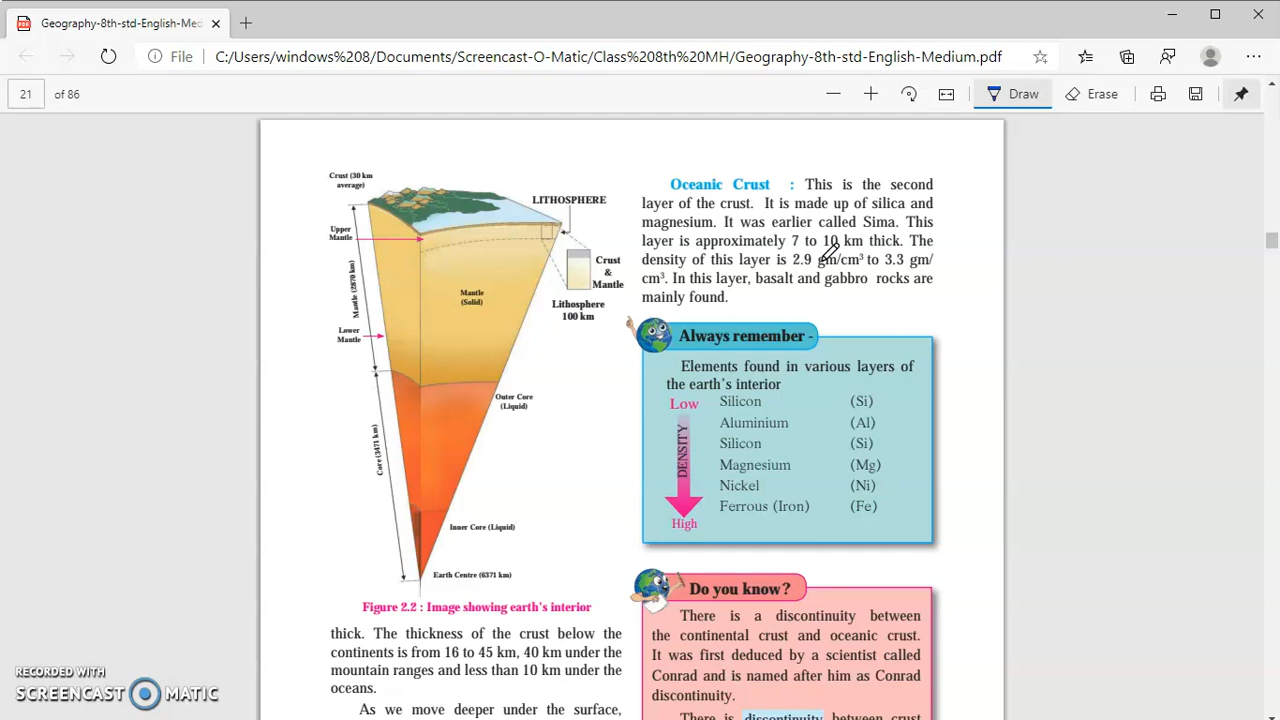 Geography-8th-std-English-Med
File
C:/Users/windows%208/Documents/Screencast-O-Matic/Class%208th%20MH/Geography-8th-std-English-Medium.pdf
21 of 86
Draw
Erase
Crust (30 km
average)
LITHOSPHERE
Upper
Mantle
Crust
&
Mantle
Mantle
(Solid)
Lithosphere
100 km
Mantle (2870 km)
Lower
Mantle
Outer Core
(Liquid)
Core (3471 km)
Inner Core (Liquid)
Earth Centre (6371 km)
Figure 2.2 : Image showing earth's interior
thick. The thickness of the crust below the
continents is from 16 to 45 km, 40 km under the
mountain ranges and less than 10 km under the
oceans.
As we move deeper under the surface,
Oceanic Crust : This is the second
layer of the crust. It is made up of silica and
magnesium. It was earlier called Sima. This
layer is approximately 7 to 10 km thick. The
density of this layer is 2.9 gm/cm³ to 3.3 gm/
cm³. In this layer, basalt and gabbro rocks are
mainly found.
Always remember -
Elements found in various layers of
the earth's interior
Low
DENSITY
High
Silicon (Si)
Aluminium (Al)
Silicon (Si)
Magnesium (Mg)
Nickel (Ni)
Ferrous (Iron) (Fe)
Do you know?
There is a discontinuity between
the continental crust and oceanic crust.
It was first deduced by a scientist called
Conrad and is named after him as Conrad
discontinuity.
There is discontinuity between crust
RECORDED WITH
SCREENCAST MATIC